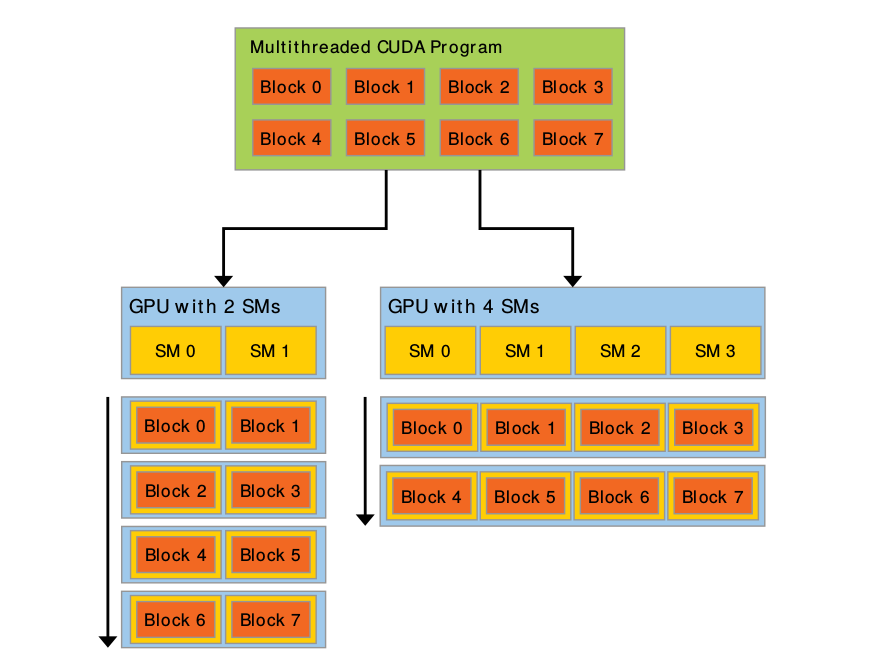 Multithreaded CUDA Program
Block 0 Block 1 Block 2 Block 3
Block 4 Block 5 Block 6 Block 7
GPU with 2 SMs
SM 0 SM 1
Block 0 Block 1
Block 2 Block 3
Block 4 Block 5
Block 6 Block 7
GPU with 4 SMs
SM 0 SM 1 SM 2 SM 3
Block 0 Block 1 Block 2 Block 3
Block 4 Block 5 Block 6 Block 7